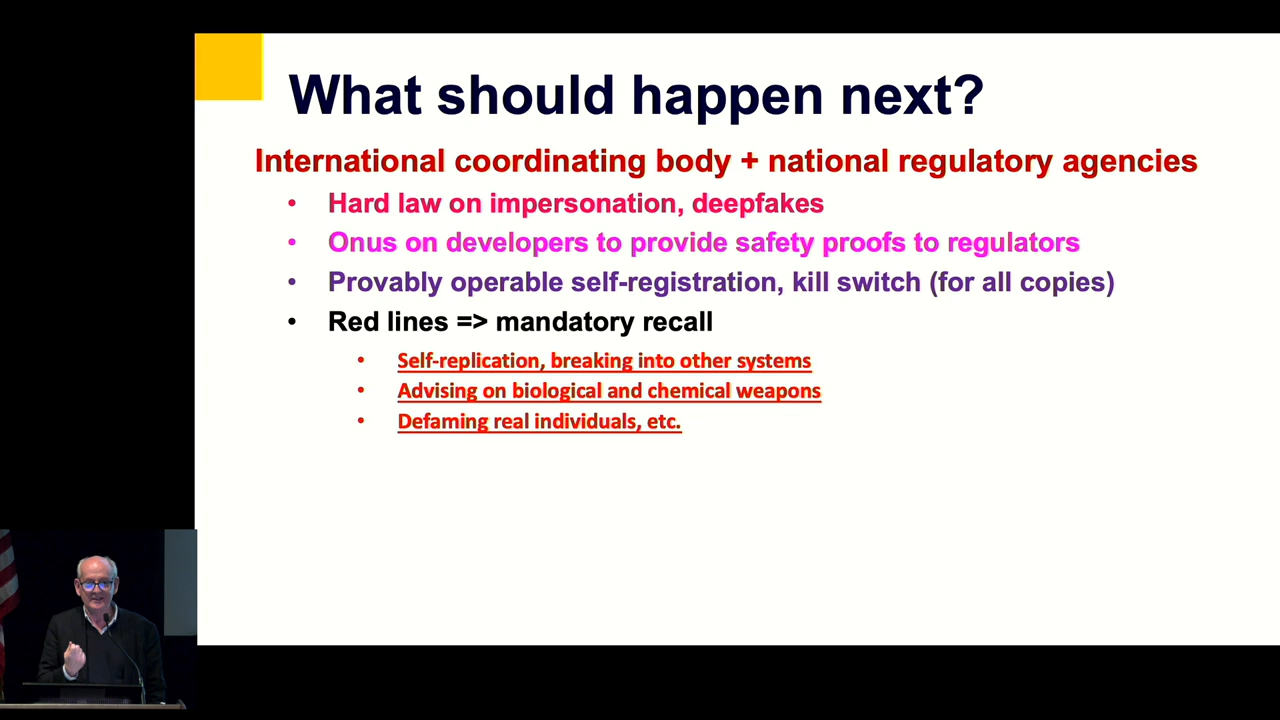 What should happen next?
International coordinating body + national regulatory agencies
• Hard law on impersonation, deepfakes
• Onus on developers to provide safety proofs to regulators
• Provably operable self-registration, kill switch (for all copies)
• Red lines => mandatory recall
• Self-replication, breaking into other systems
• Advising on biological and chemical weapons
• Defaming real individuals, etc.